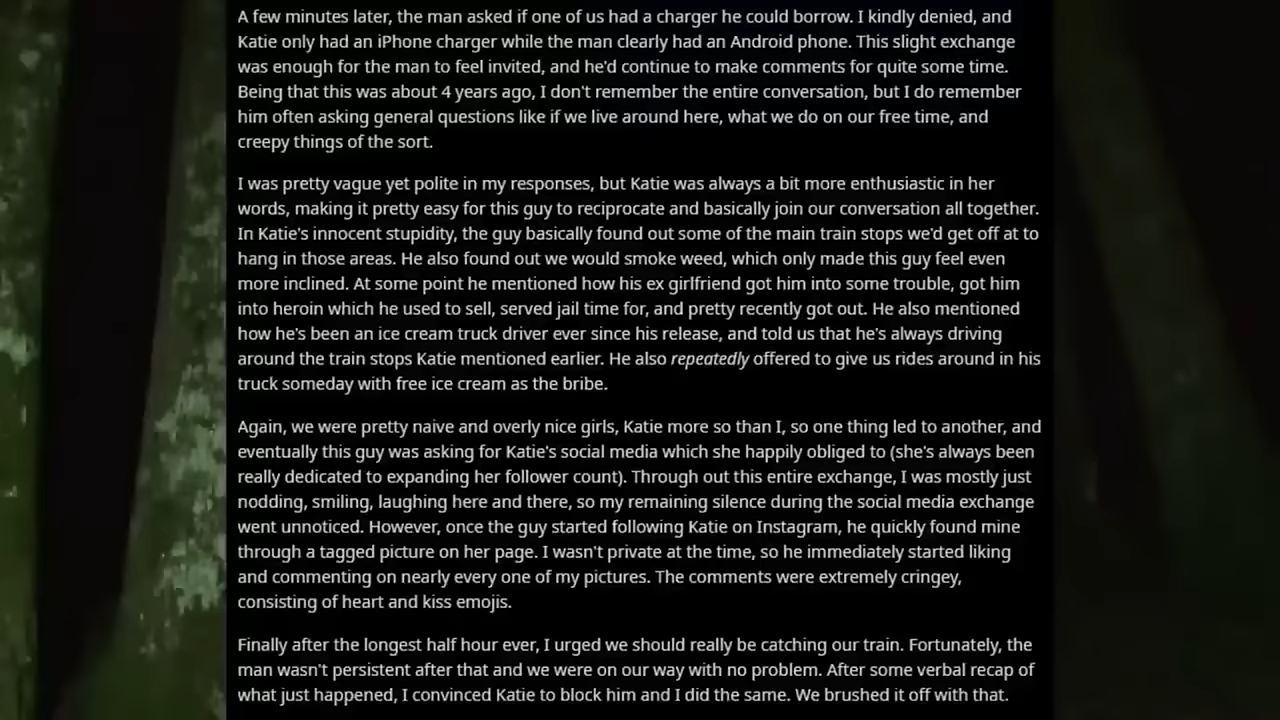 A few minutes later, the man asked if one of us had a charger he could borrow. I kindly denied, and
Katie only had an iPhone charger while the man clearly had an Android phone. This slight exchange
was enough for the man to feel invited, and he'd continue to make comments for quite some time.
Being that this was about 4 years ago, I don't remember the entire conversation, but I do remember
him often asking general questions like if we live around here, what we do on our free time, and
creepy things of the sort.
I was pretty vague yet polite in my responses, but Katie was always a bit more enthusiastic in her
words, making it pretty easy for this guy to reciprocate and basically join our conversation all together.
In Katie's innocent stupidity, the guy basically found out some of the main train stops we'd get off at to
hang in those areas. He also found out we would smoke weed, which only made this guy feel even
more inclined. At some point he mentioned how his ex girlfriend got him into some trouble, got him
into heroin which he used to sell, served jail time for, and pretty recently got out. He also mentioned
how he's been an ice cream truck driver ever since his release, and told us that he's always driving
around the train stops Katie mentioned earlier. He also repeatedly offered to give us rides around in his
truck someday with free ice cream as the bribe.
Again, we were pretty naive and overly nice girls, Katie more so than I, so one thing led to another, and
eventually this guy was asking for Katie's social media which she happily obliged to (she's always been
really dedicated to expanding her follower count). Through out this entire exchange, I was mostly just
nodding, smiling, laughing here and there, so my remaining silence during the social media exchange
went unnoticed. However, once the guy started following Katie on Instagram, he quickly found mine
through a tagged picture on her page. I wasn't private at the time, so he immediately started liking
and commenting on nearly every one of my pictures. The comments were extremely cringey,
consisting of heart and kiss emojis.
Finally after the longest half hour ever, I urged we should really be catching our train. Fortunately, the
man wasn't persistent after that and we were on our way with no problem. After some verbal recap of
what just happened, I convinced Katie to block him and I did the same. We brushed it off with that.